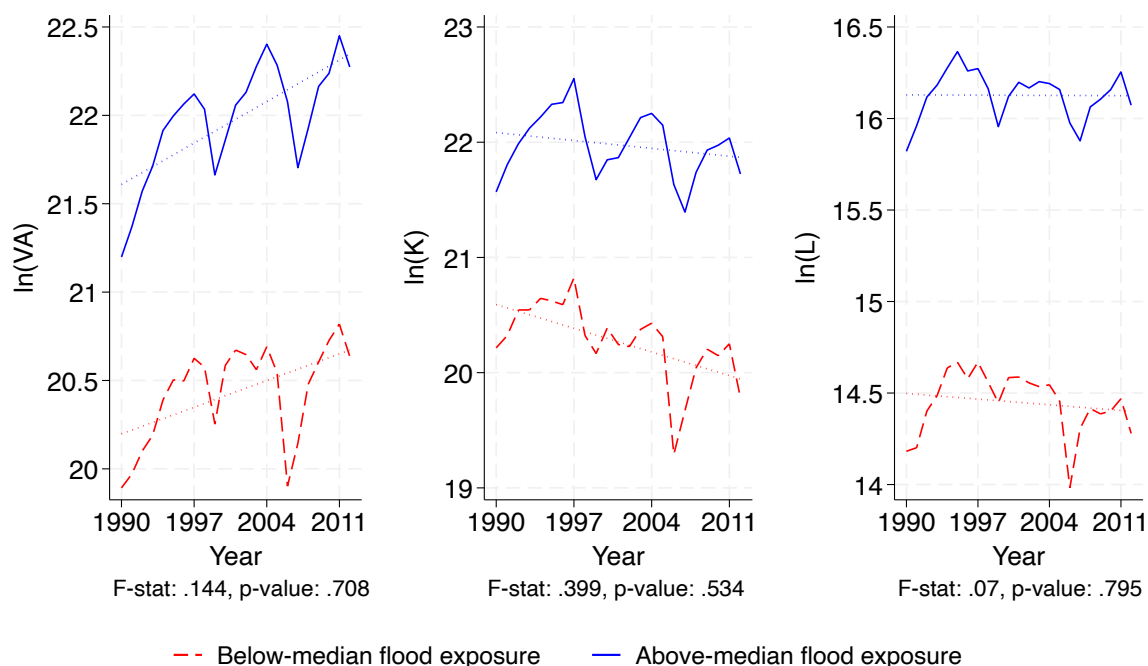 ln(VA)
22.5
22
21.5
21
20.5
20
1990 1997 2004 2011
Year
F-stat: .144, p-value: .708
ln(K)
23
22
21
20
19
1990 1997 2004 2011
Year
F-stat: .399, p-value: .534
ln(L)
16.5
16
15.5
15
14.5
14
1990 1997 2004 2011
Year
F-stat: .07, p-value: .795
Below-median flood exposure
Above-median flood exposure